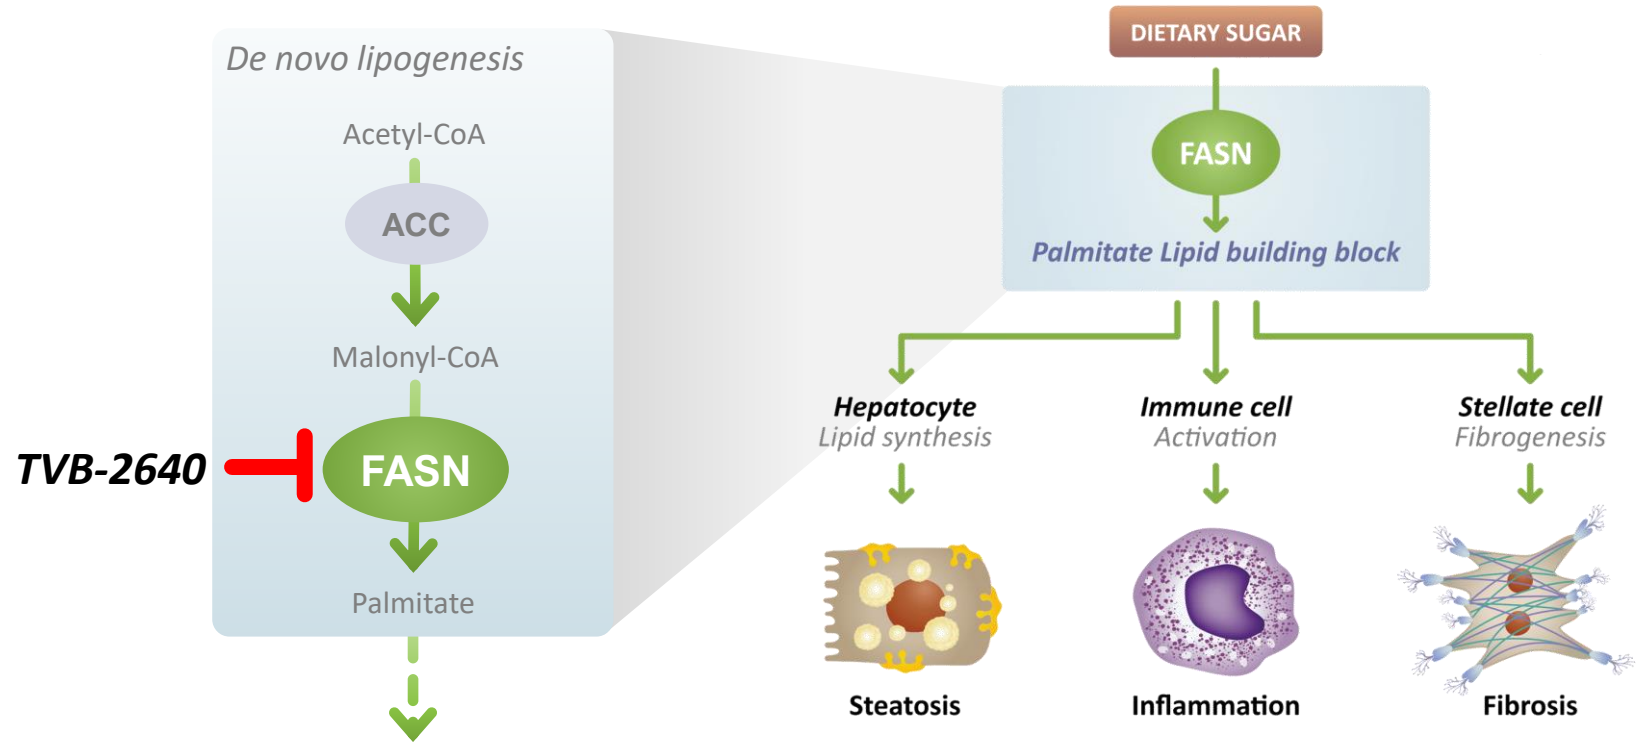 De novo lipogenesis
Acetyl-CoA
ACC
Malonyl-CoA
TVB-2640
FASN
Palmitate
DIETARY SUGAR
FASN
Palmitate Lipid building block
Hepatocyte
Lipid synthesis
Steatosis
Immune cell
Activation
Inflammation
Stellate cell
Fibrogenesis
Fibrosis